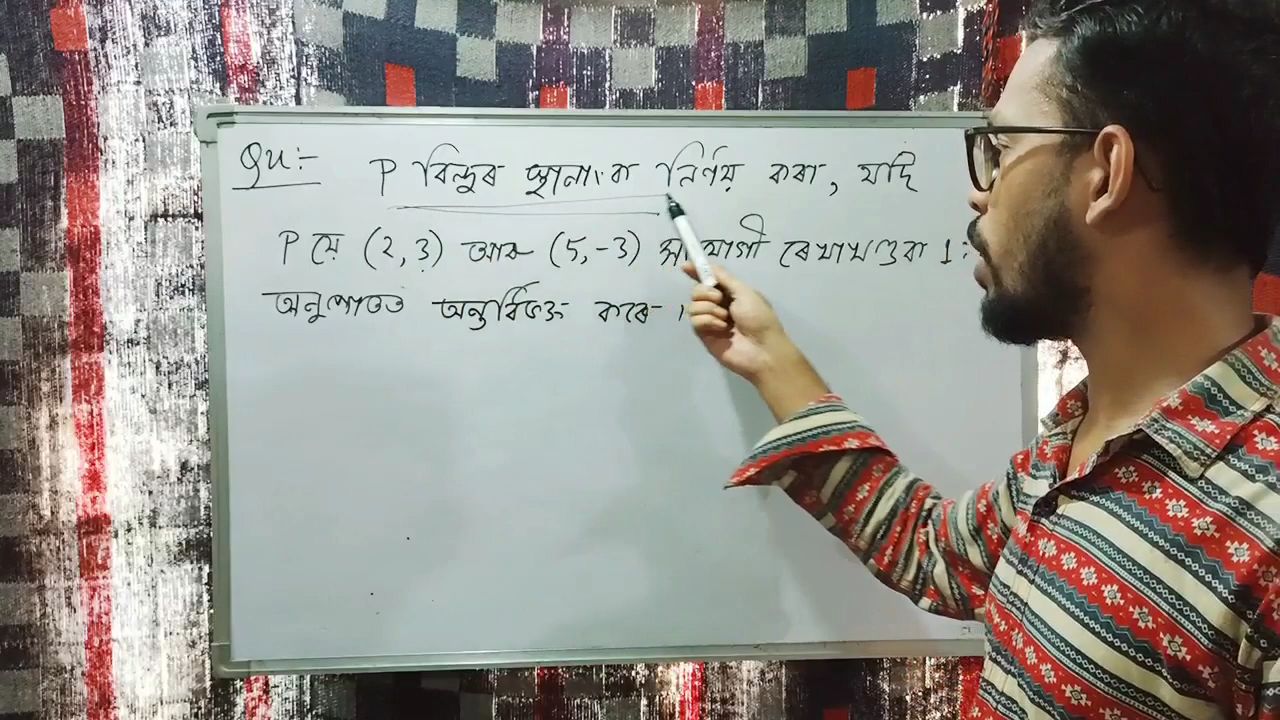 Qu:- P বিন্দুৰ স্থানাংক নিৰ্ণয় কৰা, যদি
P য়ে (2, 3) আৰু (5, -3) সংযোগী ৰেখাখণ্ডক 1:
অনুপাতত অন্তৰ্বিভক্ত কৰে।